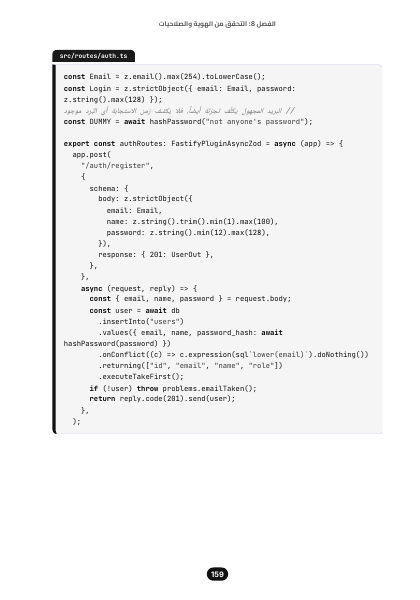 الفصل 8: التحقق من الهوية والصلاحيات
src/routes/auth.ts
const Email = z.email().max(254).toLowerCase();
const Login = z.strictObject({ email: Email, password:
z.string().max(128) });
// البريد المجهول يكلّف تجزئة أيضاً، فلا يكشف زمن الاستجابة أي البُرد موجود
const DUMMY = await hashPassword("not anyone's password");
export const authRoutes: FastifyPluginAsyncZod = async (app) => {
app.post(
"/auth/register",
{
schema: {
body: z.strictObject({
email: Email,
name: z.string().trim().min(1).max(100),
password: z.string().min(12).max(128),
}),
response: { 201: UserOut },
},
},
async (request, reply) => {
const { email, name, password } = request.body;
const user = await db
.insertInto("users")
.values({ email, name, password_hash: await
hashPassword(password) })
.onConflict((c) => c.expression(sql`lower(email)`).doNothing())
.returning(["id", "email", "name", "role"])
.executeTakeFirst();
if (!user) throw problems.emailTaken();
return reply.code(201).send(user);
},
);
159